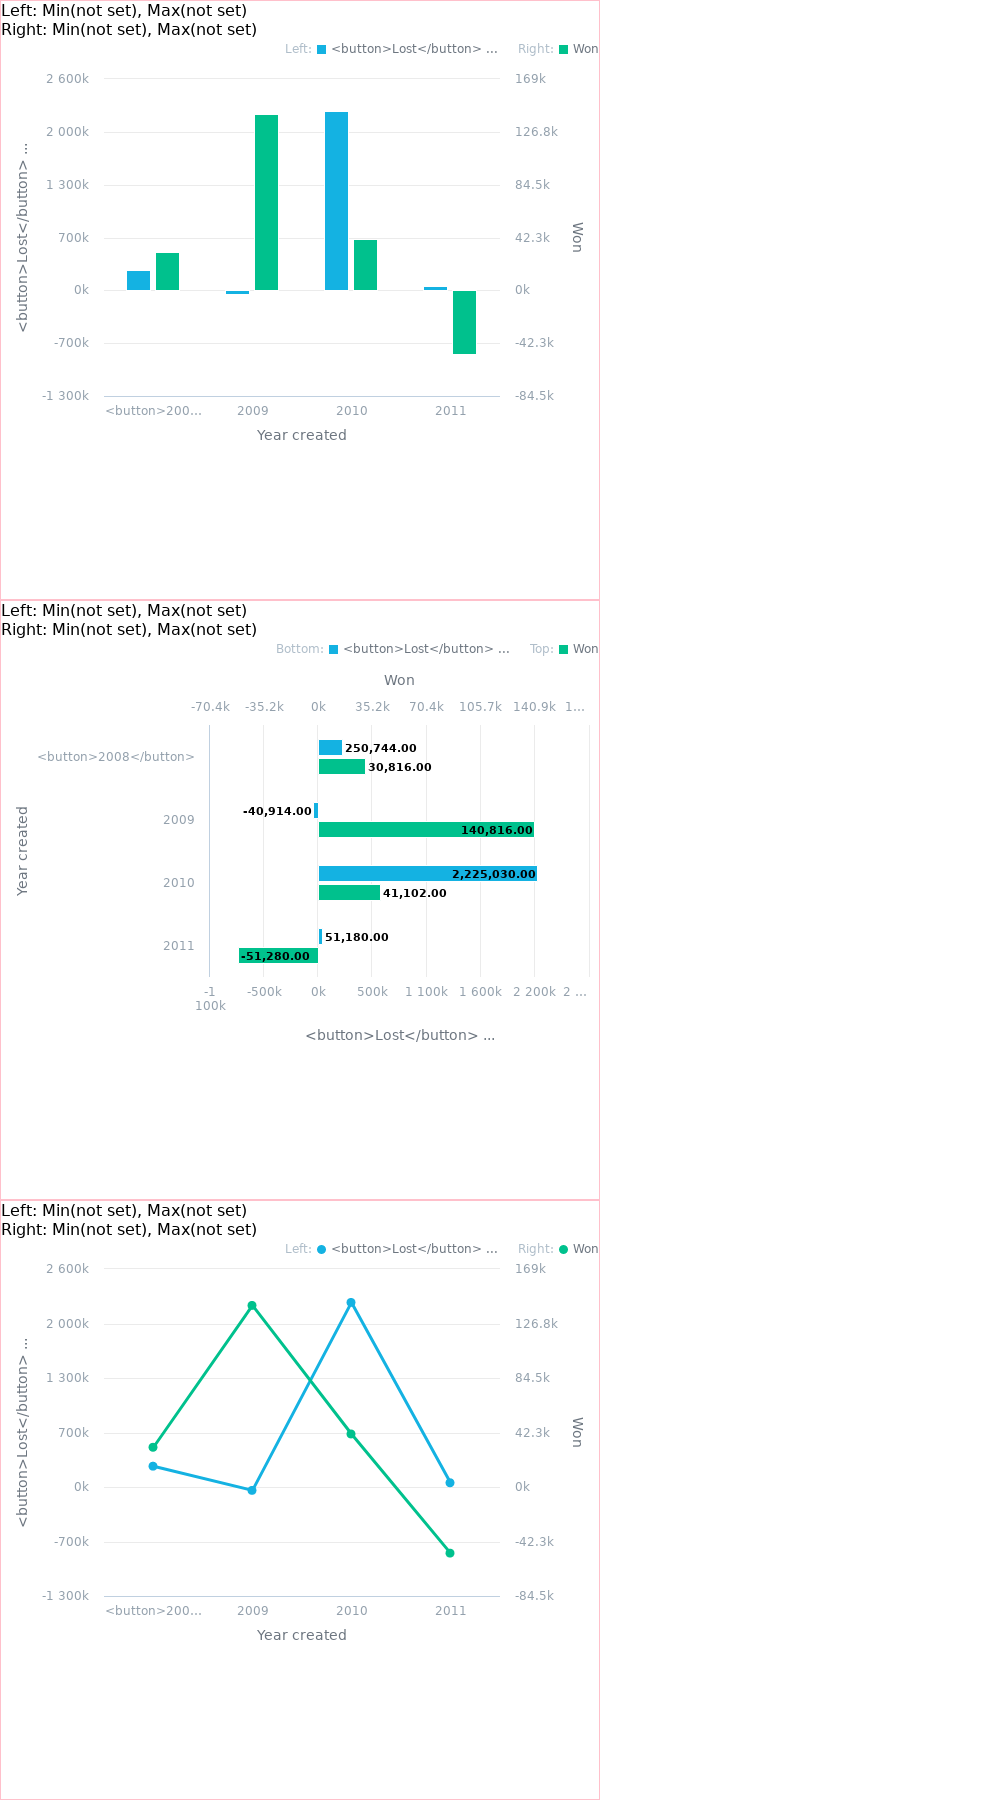 Left: Min(not set), Max(not set)
Right: Min(not set), Max(not set)
Left: <button>Lost</button> ... Right: Won
2 600k 169k
2 000k 126.8k
1 300k 84.5k
700k 42.3k
0k 0k
-700k -42.3k
-1 300k -84.5k
<button>Lost</button> ...
Won
<button>200... 2009 2010 2011
Year created
Left: Min(not set), Max(not set)
Right: Min(not set), Max(not set)
Bottom: <button>Lost</button> ... Top: Won
Won
-70.4k -35.2k 0k 35.2k 70.4k 105.7k 140.9k 1...
<button>2008</button> 250,744.00
30,816.00
-40,914.00
2009 140,816.00
2,225,030.00
2010 41,102.00
51,180.00
2011 -51,280.00
Year created
-1 100k -500k 0k 500k 1 100k 1 600k 2 200k 2 ...
<button>Lost</button> ...
Left: Min(not set), Max(not set)
Right: Min(not set), Max(not set)
Left: <button>Lost</button> ... Right: Won
2 600k 169k
2 000k 126.8k
1 300k 84.5k
700k 42.3k
0k 0k
-700k -42.3k
-1 300k -84.5k
<button>Lost</button> ...
Won
<button>200... 2009 2010 2011
Year created